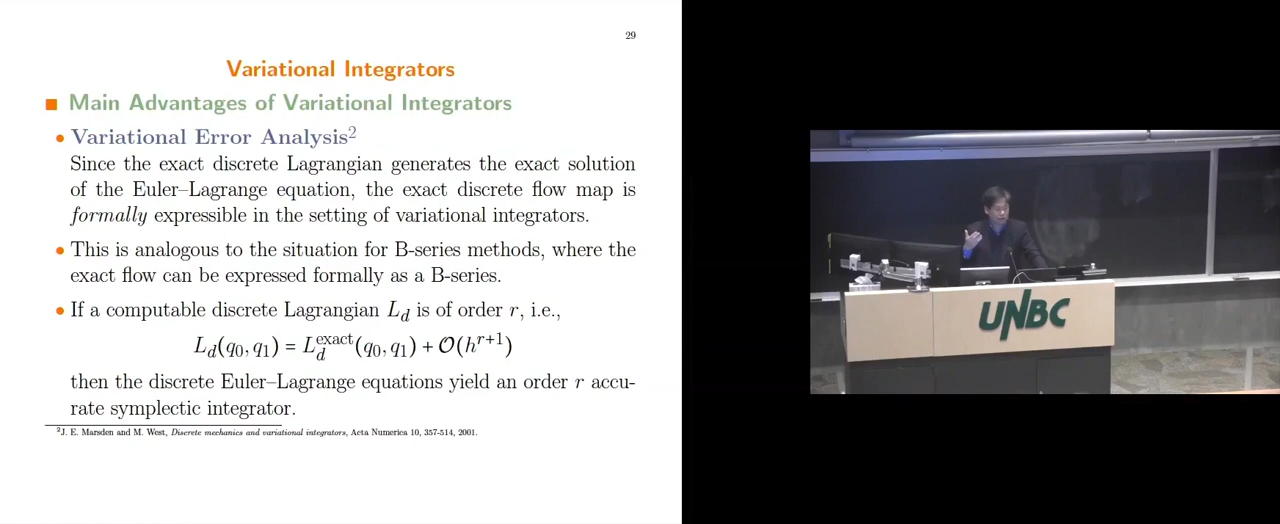 29
Variational Integrators
Main Advantages of Variational Integrators
• Variational Error Analysis²
Since the exact discrete Lagrangian generates the exact solution
of the Euler–Lagrange equation, the exact discrete flow map is
formally expressible in the setting of variational integrators.
• This is analogous to the situation for B-series methods, where the
exact flow can be expressed formally as a B-series.
• If a computable discrete Lagrangian L_d is of order r, i.e.,
L_d(q_0, q_1) = L_d^exact(q_0, q_1) + O(h^{r+1})
then the discrete Euler–Lagrange equations yield an order r accu-
rate symplectic integrator.
²J. E. Marsden and M. West, Discrete mechanics and variational integrators, Acta Numerica 10, 357-514, 2001.
UNBC